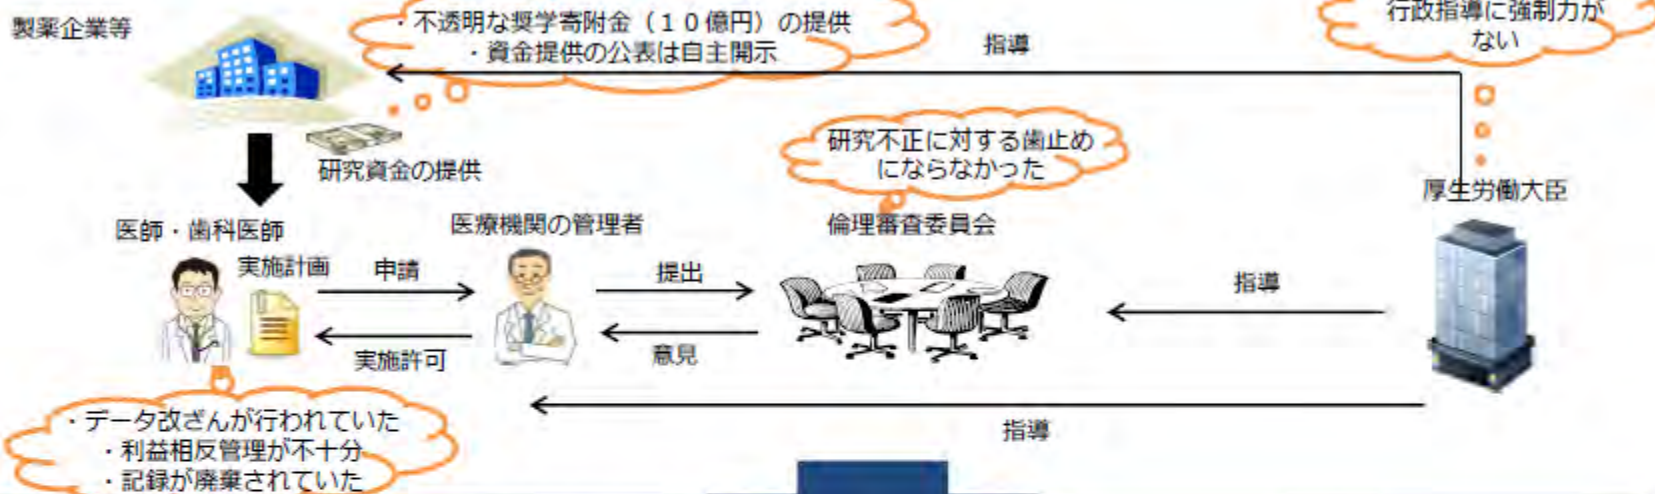 製薬企業等
・不透明な奨学寄附金（１０億円）の提供
・資金提供の公表は自主開示
指導
行政指導に強制力が
ない
研究資金の提供
研究不正に対する歯止め
にならなかった
厚生労働大臣
医師・歯科医師
医療機関の管理者
倫理審査委員会
実施計画
申請
提出
指導
実施許可
意見
・データ改ざんが行われていた
・利益相反管理が不十分
・記録が廃棄されていた
指導